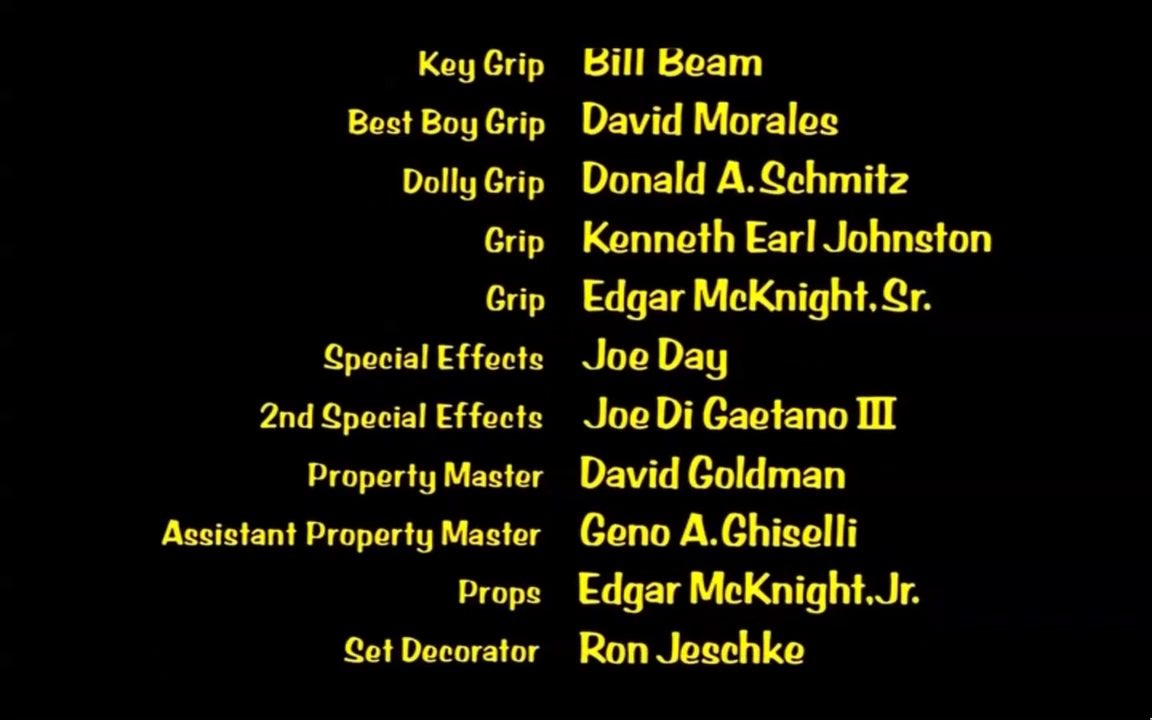 Key Grip Bill Beam
Best Boy Grip David Morales
Dolly Grip Donald A. Schmitz
Grip Kenneth Earl Johnston
Grip Edgar McKnight, Sr.
Special Effects Joe Day
2nd Special Effects Joe Di Gaetano III
Property Master David Goldman
Assistant Property Master Geno A. Ghiselli
Props Edgar McKnight, Jr.
Set Decorator Ron Jeschke